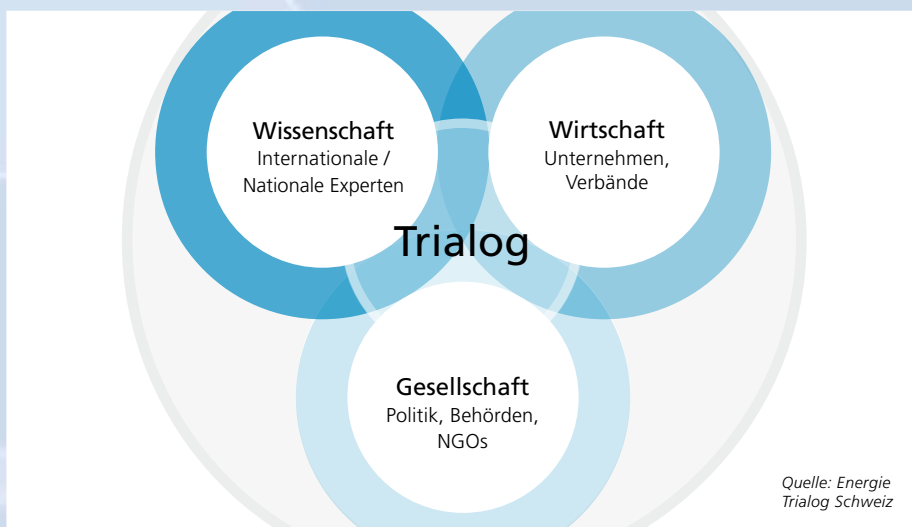 Wissenschaft
Internationale /
Nationale Experten
Wirtschaft
Unternehmen,
Verbände
Trialog
Gesellschaft
Politik, Behörden,
NGOs
Quelle: Energie
Trialog Schweiz